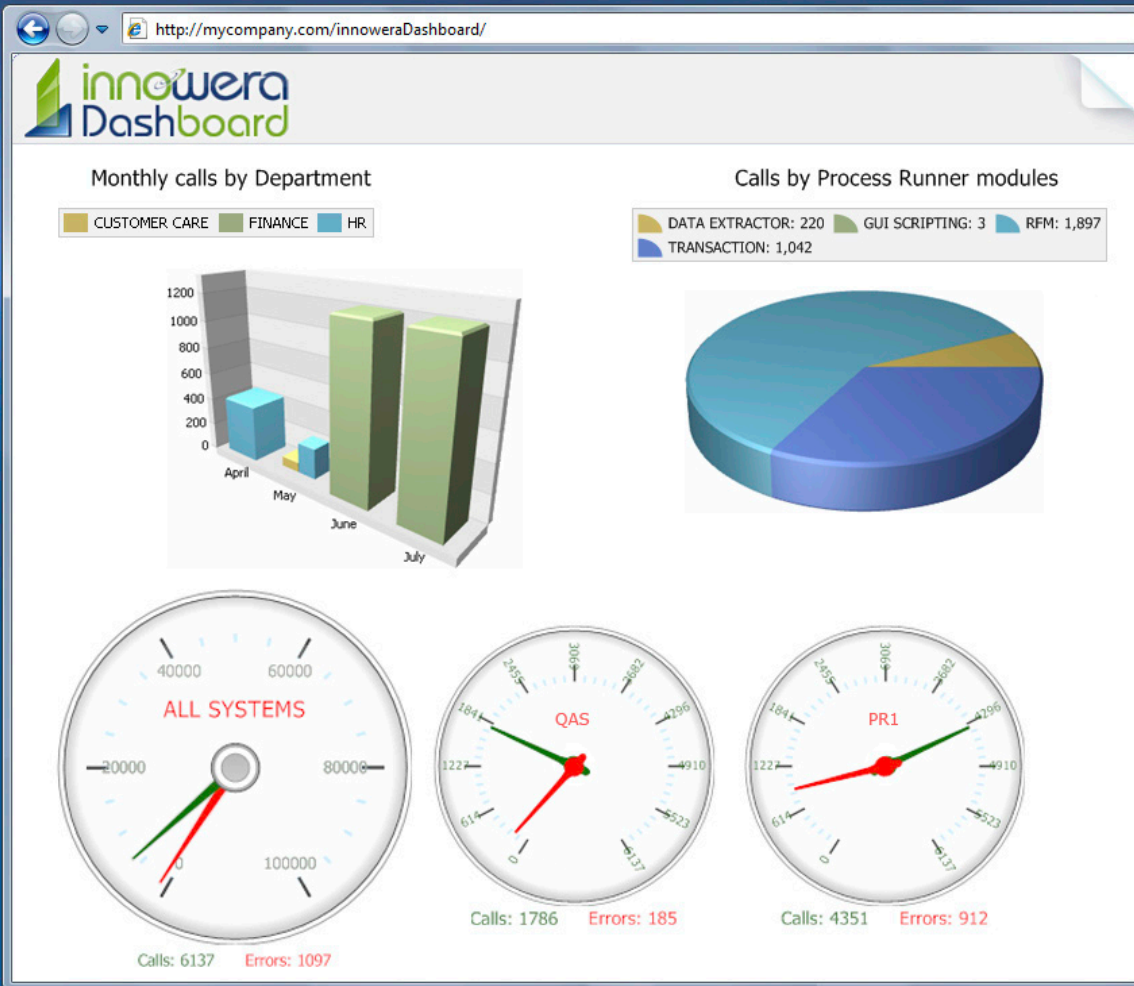 http://mycompany.com/innoweraDashboard/
innowera
Dashboard
Monthly calls by Department
CUSTOMER CARE FINANCE HR
1200
1000
800
600
400
200
0
April
May
June
July
Calls by Process Runner modules
DATA EXTRACTOR: 220 GUI SCRIPTING: 3 RFM: 1,897
TRANSACTION: 1,042
40000 60000
ALL SYSTEMS
20000 80000
0 100000
Calls: 6137 Errors: 1097
2455 3069 3682
1841 4296
QAS
1227 4910
614 5523
0 6137
Calls: 1786 Errors: 185
2455 3069 3682
1841 4296
PR1
1227 4910
614 5523
0 6137
Calls: 4351 Errors: 912